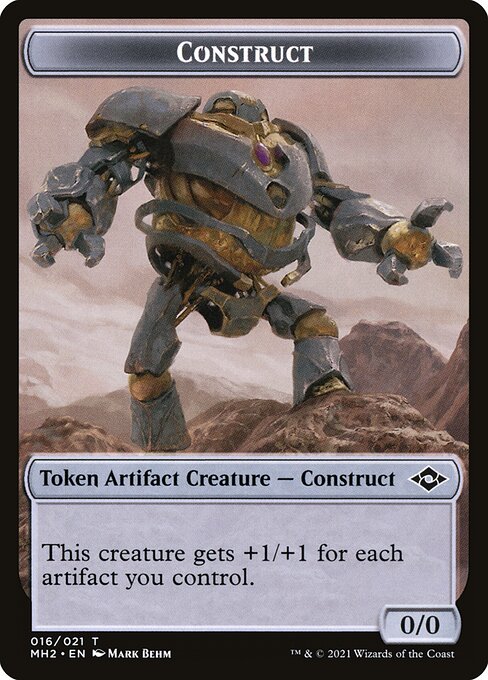 Construct
Token Artifact Creature — Construct
This creature gets +1/+1 for each
artifact you control.
0/0
016/021 T
MH2 • EN Mark Behm
™ & © 2021 Wizards of the Coast